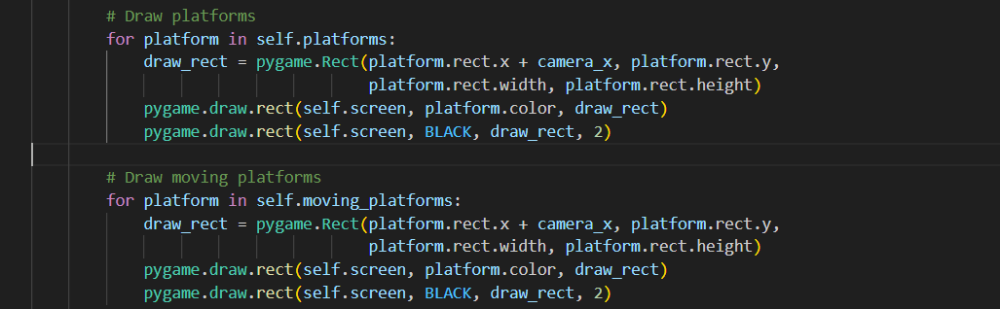 # Draw platforms
for platform in self.platforms:
    draw_rect = pygame.Rect(platform.rect.x + camera_x, platform.rect.y,
                            platform.rect.width, platform.rect.height)
    pygame.draw.rect(self.screen, platform.color, draw_rect)
    pygame.draw.rect(self.screen, BLACK, draw_rect, 2)

# Draw moving platforms
for platform in self.moving_platforms:
    draw_rect = pygame.Rect(platform.rect.x + camera_x, platform.rect.y,
                            platform.rect.width, platform.rect.height)
    pygame.draw.rect(self.screen, platform.color, draw_rect)
    pygame.draw.rect(self.screen, BLACK, draw_rect, 2)